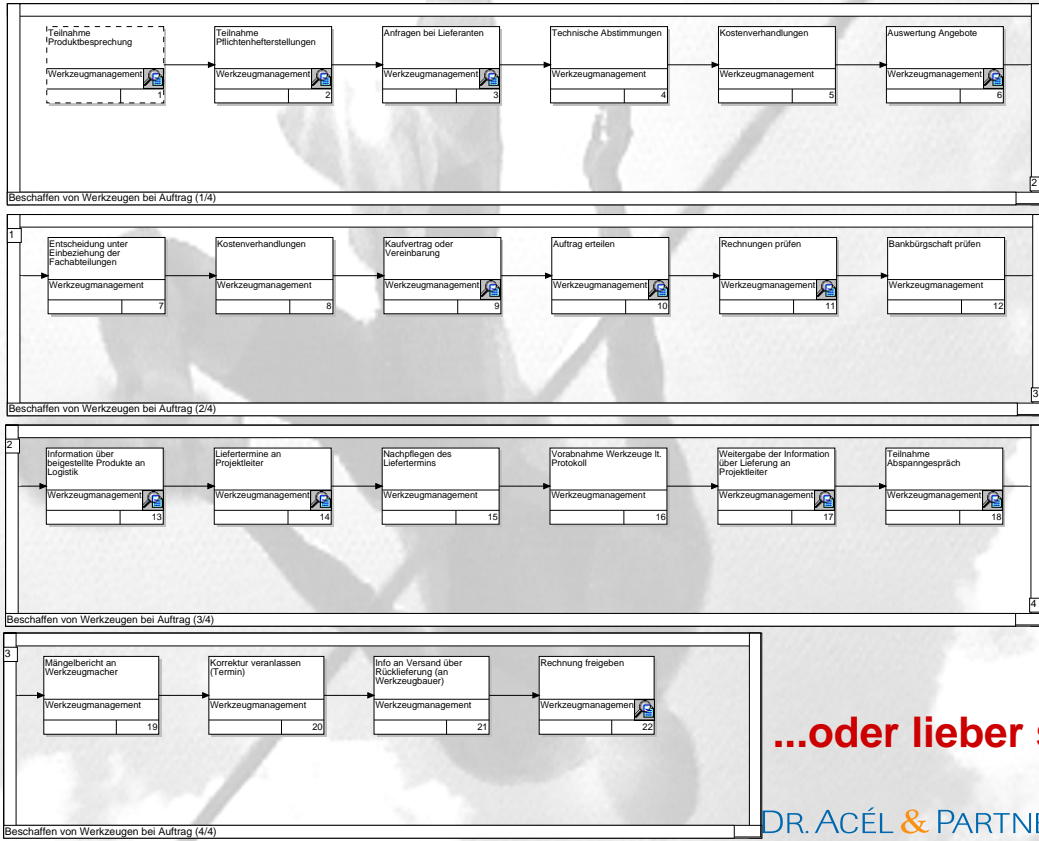 Teilnahme
Produktbesprechung
Werkzeugmanagement
1
Teilnahme
Pflichtenhefterstellungen
Werkzeugmanagement
2
Anfragen bei Lieferanten
Werkzeugmanagement
3
Technische Abstimmungen
Werkzeugmanagement
4
Kostenverhandlungen
Werkzeugmanagement
5
Auswertung Angebote
Werkzeugmanagement
6
2
Beschaffen von Werkzeugen bei Auftrag (1/4)
1
Entscheidung unter
Einbeziehung der
Fachabteilungen
Werkzeugmanagement
7
Kostenverhandlungen
Werkzeugmanagement
8
Kaufvertrag oder
Vereinbarung
Werkzeugmanagement
9
Auftrag erteilen
Werkzeugmanagement
10
Rechnungen prüfen
Werkzeugmanagement
11
Bankbürgschaft prüfen
Werkzeugmanagement
12
3
Beschaffen von Werkzeugen bei Auftrag (2/4)
2
Information über
beigestellte Produkte an
Logistik
Werkzeugmanagement
13
Liefertermine an
Projektleiter
Werkzeugmanagement
14
Nachpflegen des
Liefertermins
Werkzeugmanagement
15
Vorabnahme Werkzeuge lt.
Protokoll
Werkzeugmanagement
16
Weitergabe der Information
über Lieferung an
Projektleiter
Werkzeugmanagement
17
Teilnahme
Abspanngespräch
Werkzeugmanagement
18
4
Beschaffen von Werkzeugen bei Auftrag (3/4)
3
Mängelbericht an
Werkzeugmacher
Werkzeugmanagement
19
Korrektur veranlassen
(Termin)
Werkzeugmanagement
20
Info an Versand über
Rücklieferung (an
Werkzeugbauer)
Werkzeugmanagement
21
Rechnung freigeben
Werkzeugmanagemen
22
Beschaffen von Werkzeugen bei Auftrag (4/4)
...oder lieber
DR. ACÉL & PARTNE